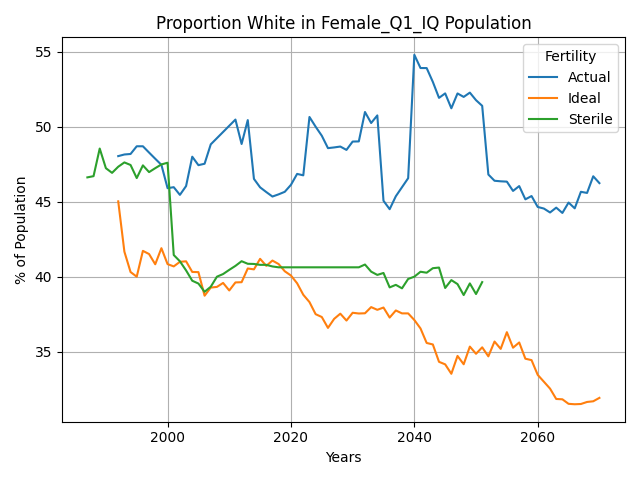 Proportion White in Female_Q1_IQ Population
Fertility
Actual
Ideal
Sterile
% of Population
55
50
45
40
35
2000
2020
2040
2060
Years